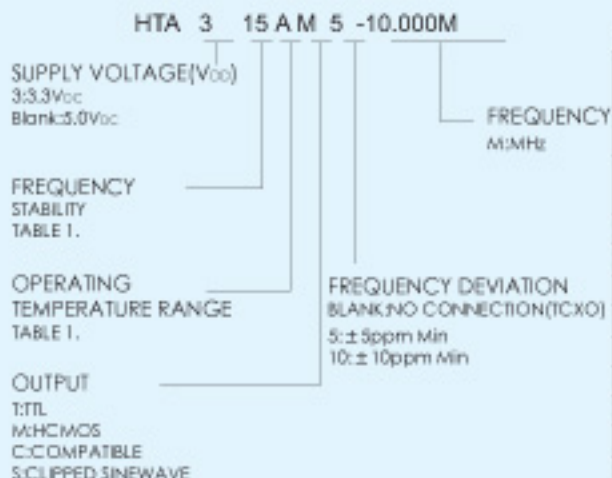 HTA 3 15 A M 5 -10.000M
SUPPLY VOLTAGE(VDD)
3:3.3VDC
Blank:5.0VDC
FREQUENCY
M:MHz
FREQUENCY
STABILITY
TABLE 1.
OPERATING
TEMPERATURE RANGE
TABLE 1.
FREQUENCY DEVIATION
BLANK:NO CONNECTION(TCXO)
5:±5ppm Min
10:±10ppm Min
OUTPUT
T:TTL
M:HCMOS
C:COMPATIBLE
S:CLIPPED SINEWAVE